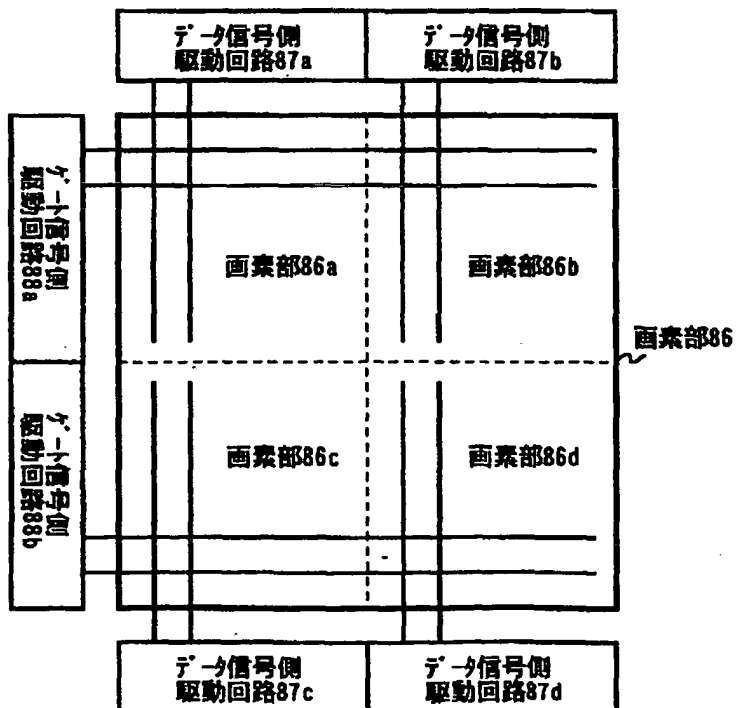 データ信号側
駆動回路87a
データ信号側
駆動回路87b
ゲート信号側
駆動回路88a
画素部86a
画素部86b
画素部86
ゲート信号側
駆動回路88b
画素部86c
画素部86d
データ信号側
駆動回路87c
データ信号側
駆動回路87d